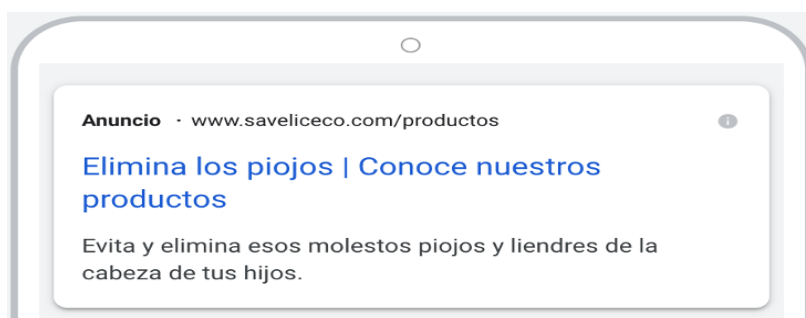 Anuncio · www.saveliceco.com/productos
Elimina los piojos | Conoce nuestros
productos
Evita y elimina esos molestos piojos y liendres de la
cabeza de tus hijos.